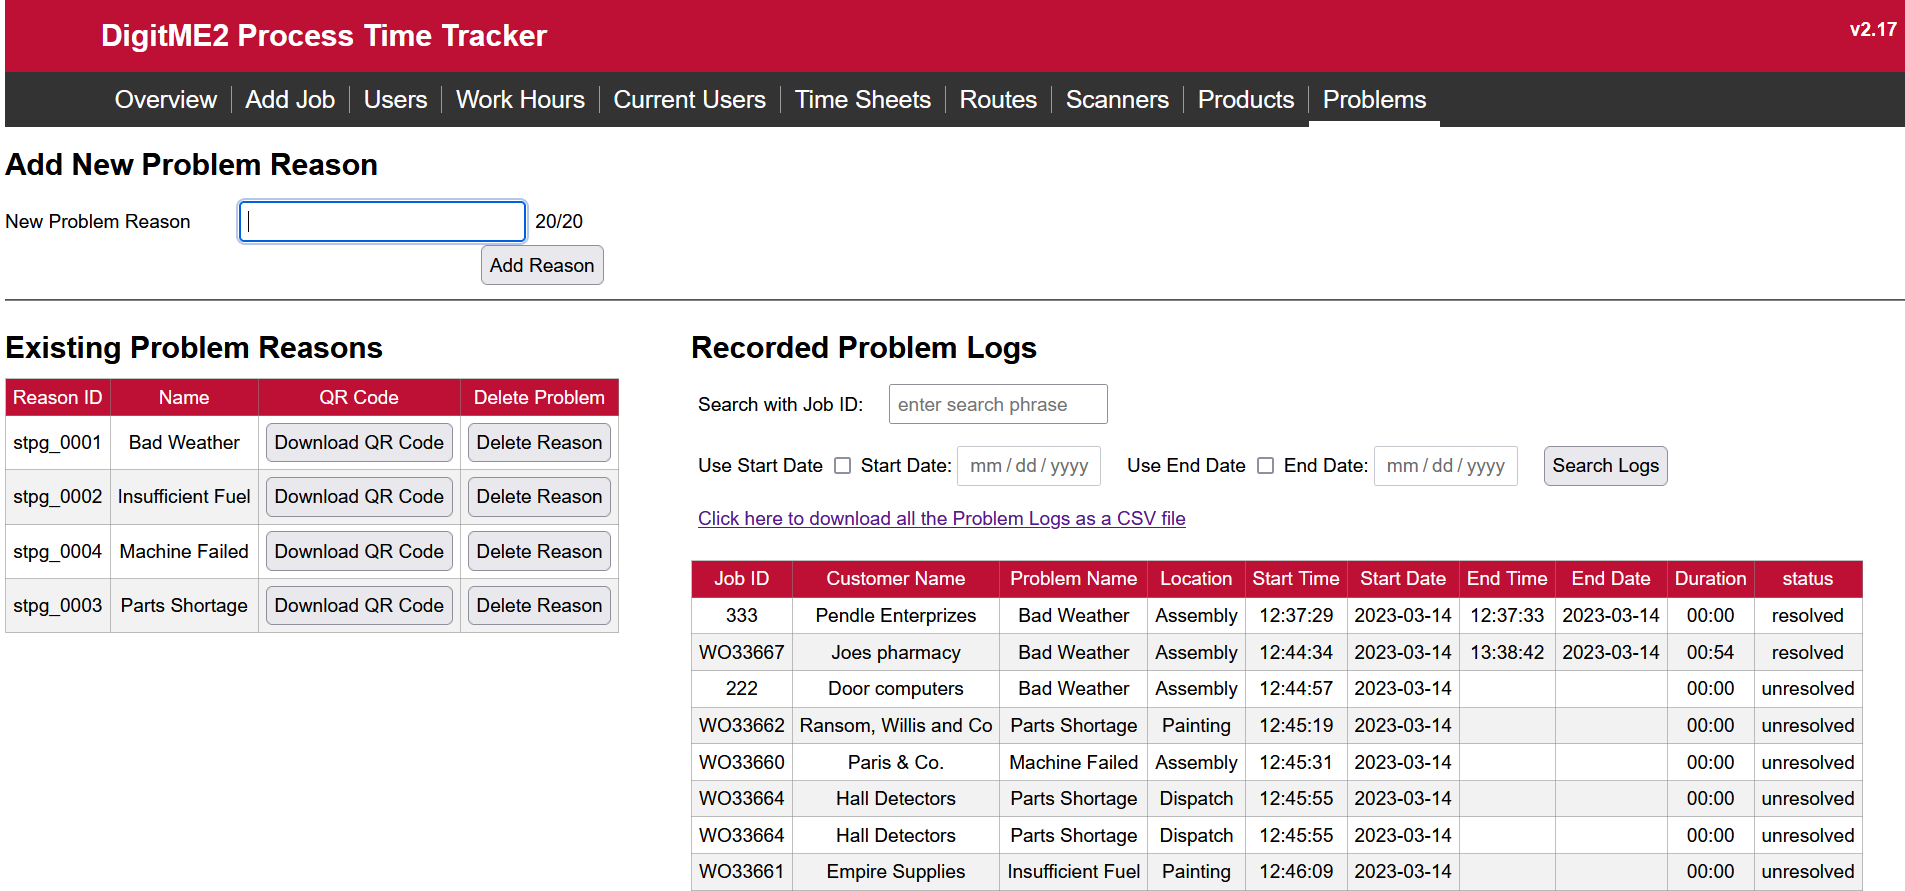 DigitME2 Process Time Tracker
v2.17
Overview Add Job Users Work Hours Current Users Time Sheets Routes Scanners Products Problems
Add New Problem Reason
New Problem Reason 20/20
Add Reason
Existing Problem Reasons
Reason ID Name QR Code Delete Problem
stpg_0001 Bad Weather Download QR Code Delete Reason
stpg_0002 Insufficient Fuel Download QR Code Delete Reason
stpg_0004 Machine Failed Download QR Code Delete Reason
stpg_0003 Parts Shortage Download QR Code Delete Reason
Recorded Problem Logs
Search with Job ID: enter search phrase
Use Start Date Start Date: mm / dd / yyyy Use End Date End Date: mm / dd / yyyy Search Logs
Click here to download all the Problem Logs as a CSV file
Job ID Customer Name Problem Name Location Start Time Start Date End Time End Date Duration status
333 Pendle Enterprizes Bad Weather Assembly 12:37:29 2023-03-14 12:37:33 2023-03-14 00:00 resolved
WO33667 Joes pharmacy Bad Weather Assembly 12:44:34 2023-03-14 13:38:42 2023-03-14 00:54 resolved
222 Door computers Bad Weather Assembly 12:44:57 2023-03-14 00:00 unresolved
WO33662 Ransom, Willis and Co Parts Shortage Painting 12:45:19 2023-03-14 00:00 unresolved
WO33660 Paris & Co. Machine Failed Assembly 12:45:31 2023-03-14 00:00 unresolved
WO33664 Hall Detectors Parts Shortage Dispatch 12:45:55 2023-03-14 00:00 unresolved
WO33664 Hall Detectors Parts Shortage Dispatch 12:45:55 2023-03-14 00:00 unresolved
WO33661 Empire Supplies Insufficient Fuel Painting 12:46:09 2023-03-14 00:00 unresolved